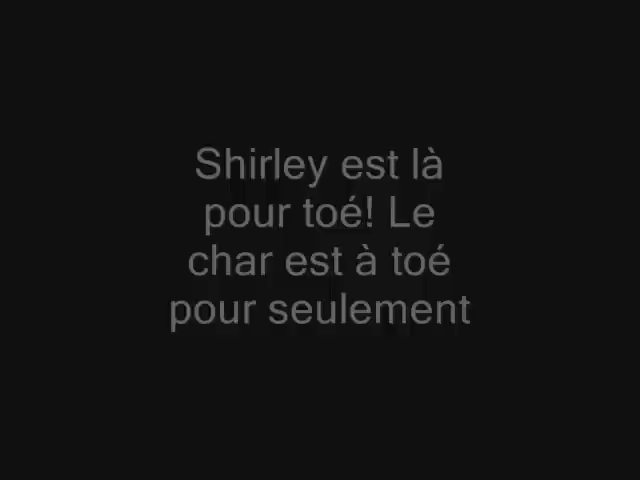 Shirley est là
pour toé! Le
char est à toé
pour seulement